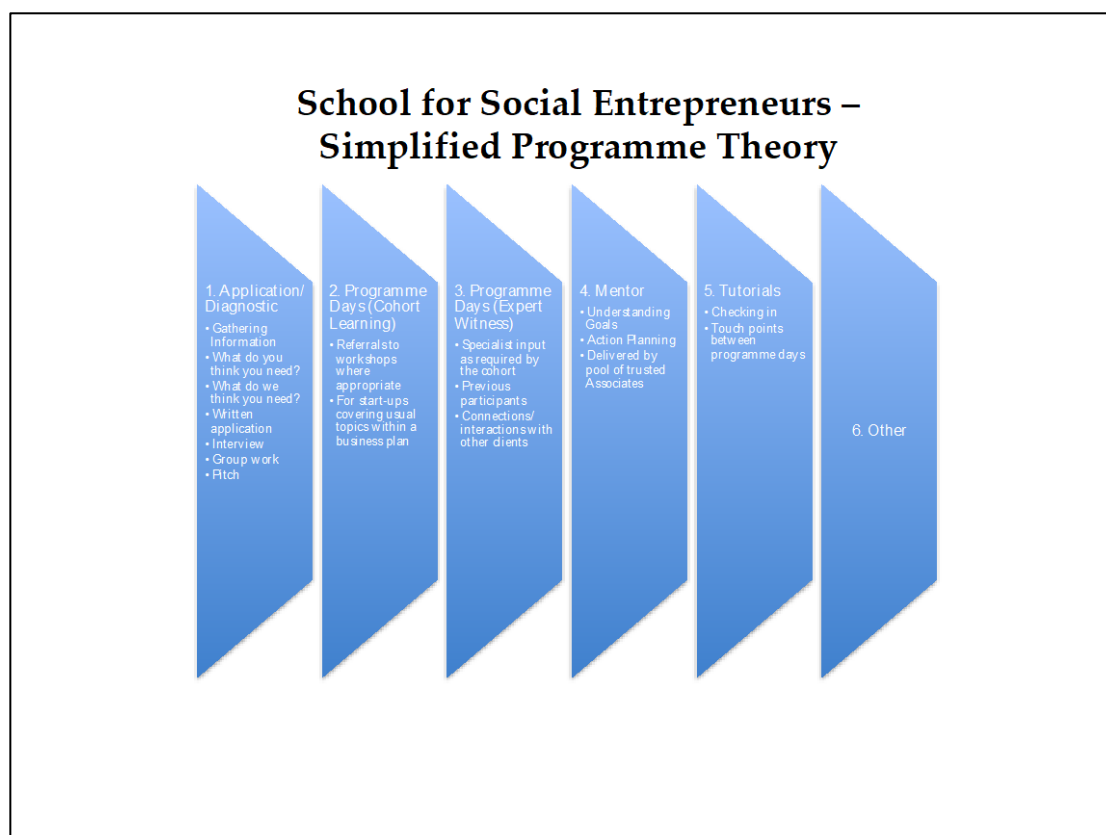 School for Social Entrepreneurs –
Simplified Programme Theory
1. Application/
Diagnostic
• Gathering
Information
• What do you
think you need?
• What do we
think you need?
• Written
application
• Interview
• Group work
• Pitch
2. Programme
Days (Cohort
Learning)
• Referrals to
workshops
where
appropriate
• For start-ups
covering usual
topics within a
business plan
3. Programme
Days (Expert
Witness)
• Specialist input
as required by
the cohort
• Previous
participants
• Connections/
interactions with
other clients
4. Mentor
• Understanding
Goals
• Action Planning
• Delivered by
pool of trusted
Associates
5. Tutorials
• Checking in
• Touch points
between
programme days
6. Other